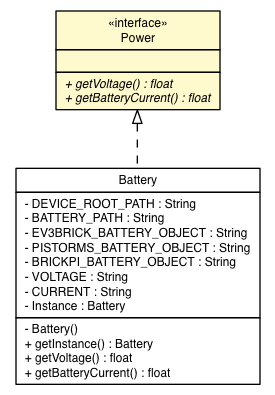 «interface»
Power
+ getVoltage() : float
+ getBatteryCurrent() : float
Battery
- DEVICE_ROOT_PATH : String
- BATTERY_PATH : String
- EV3BRICK_BATTERY_OBJECT : String
- PISTORMS_BATTERY_OBJECT : String
- BRICKPI_BATTERY_OBJECT : String
- VOLTAGE : String
- CURRENT : String
- Instance : Battery
- Battery()
+ getInstance() : Battery
+ getVoltage() : float
+ getBatteryCurrent() : float